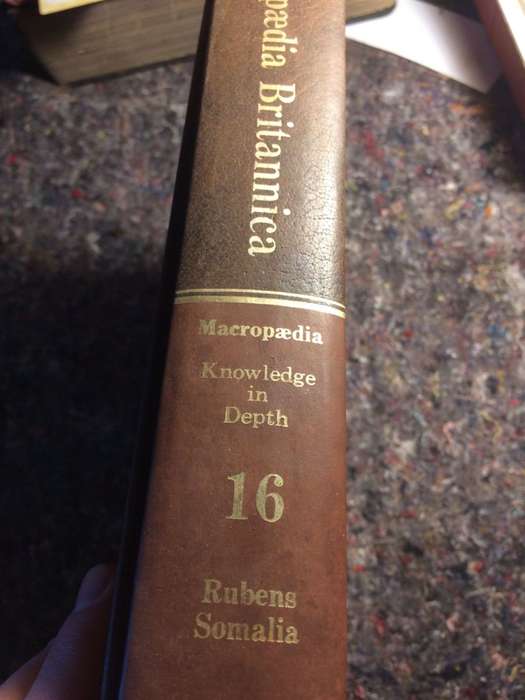 pædia Britannica
Macropædia
Knowledge
in
Depth
16
Rubens
Somalia